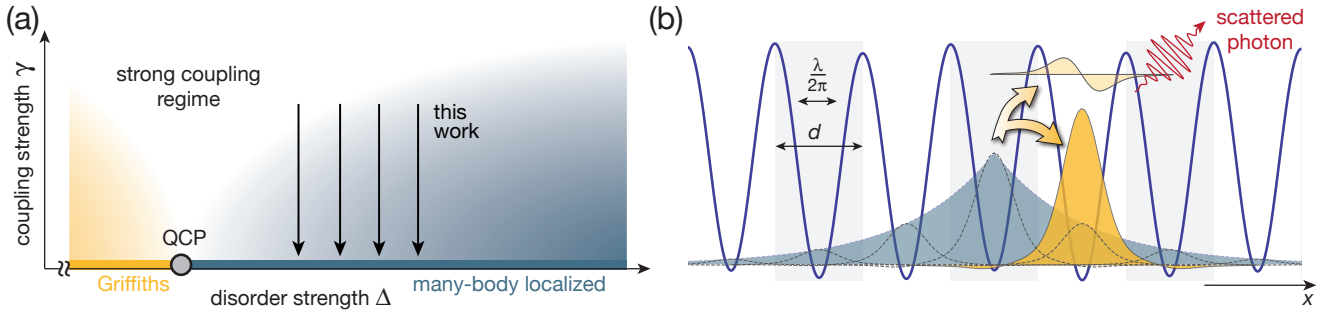 (a)
coupling strength γ
strong coupling
regime
this
work
QCP
Griffiths
many-body localized
disorder strength Δ
(b)
scattered
photon
λ
2π
d
x